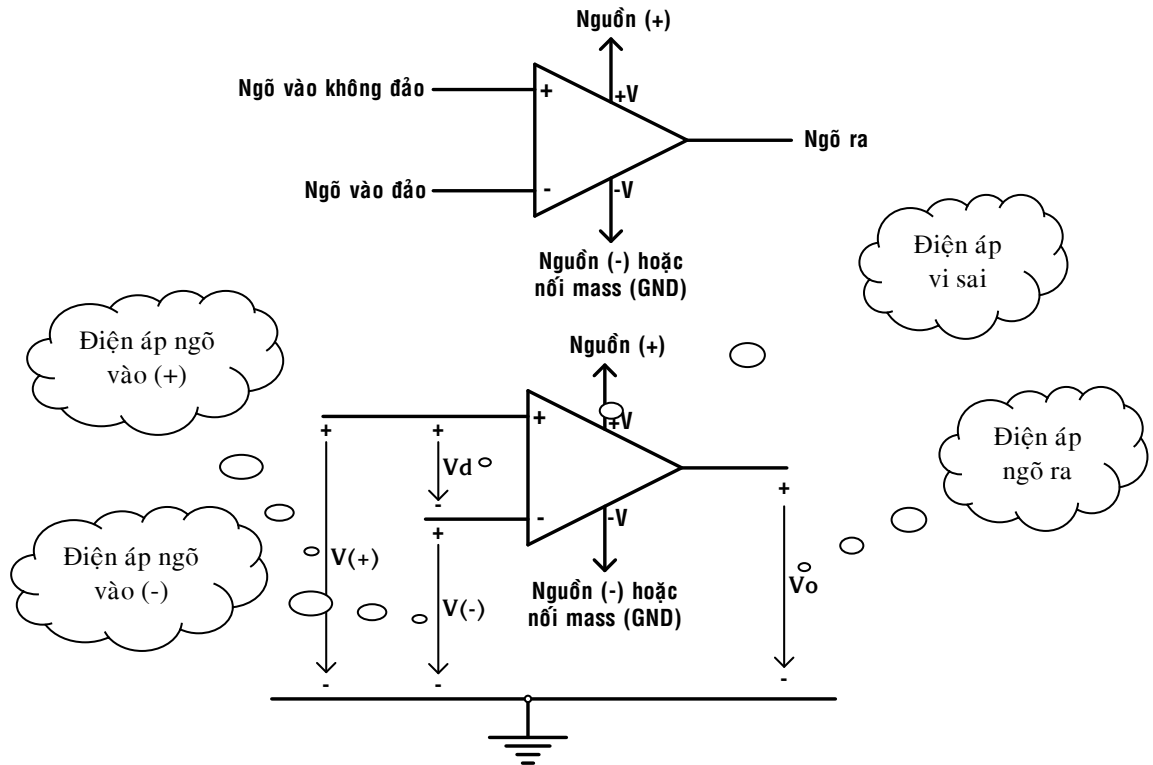 Nguồn (+)
Ngõ vào không đảo
+
+V
Ngõ ra
Ngõ vào đảo
-
-V
Nguồn (-) hoặc
nối mass (GND)
Điện áp
vi sai
Điện áp ngõ
vào (+)
Nguồn (+)
+
+V
+
+
Vd
-
-
+
-V
Điện áp
ngõ ra
+
Điện áp ngõ
vào (-)
V(+)
V(-)
Nguồn (-) hoặc
nối mass (GND)
Vo
-
-
-